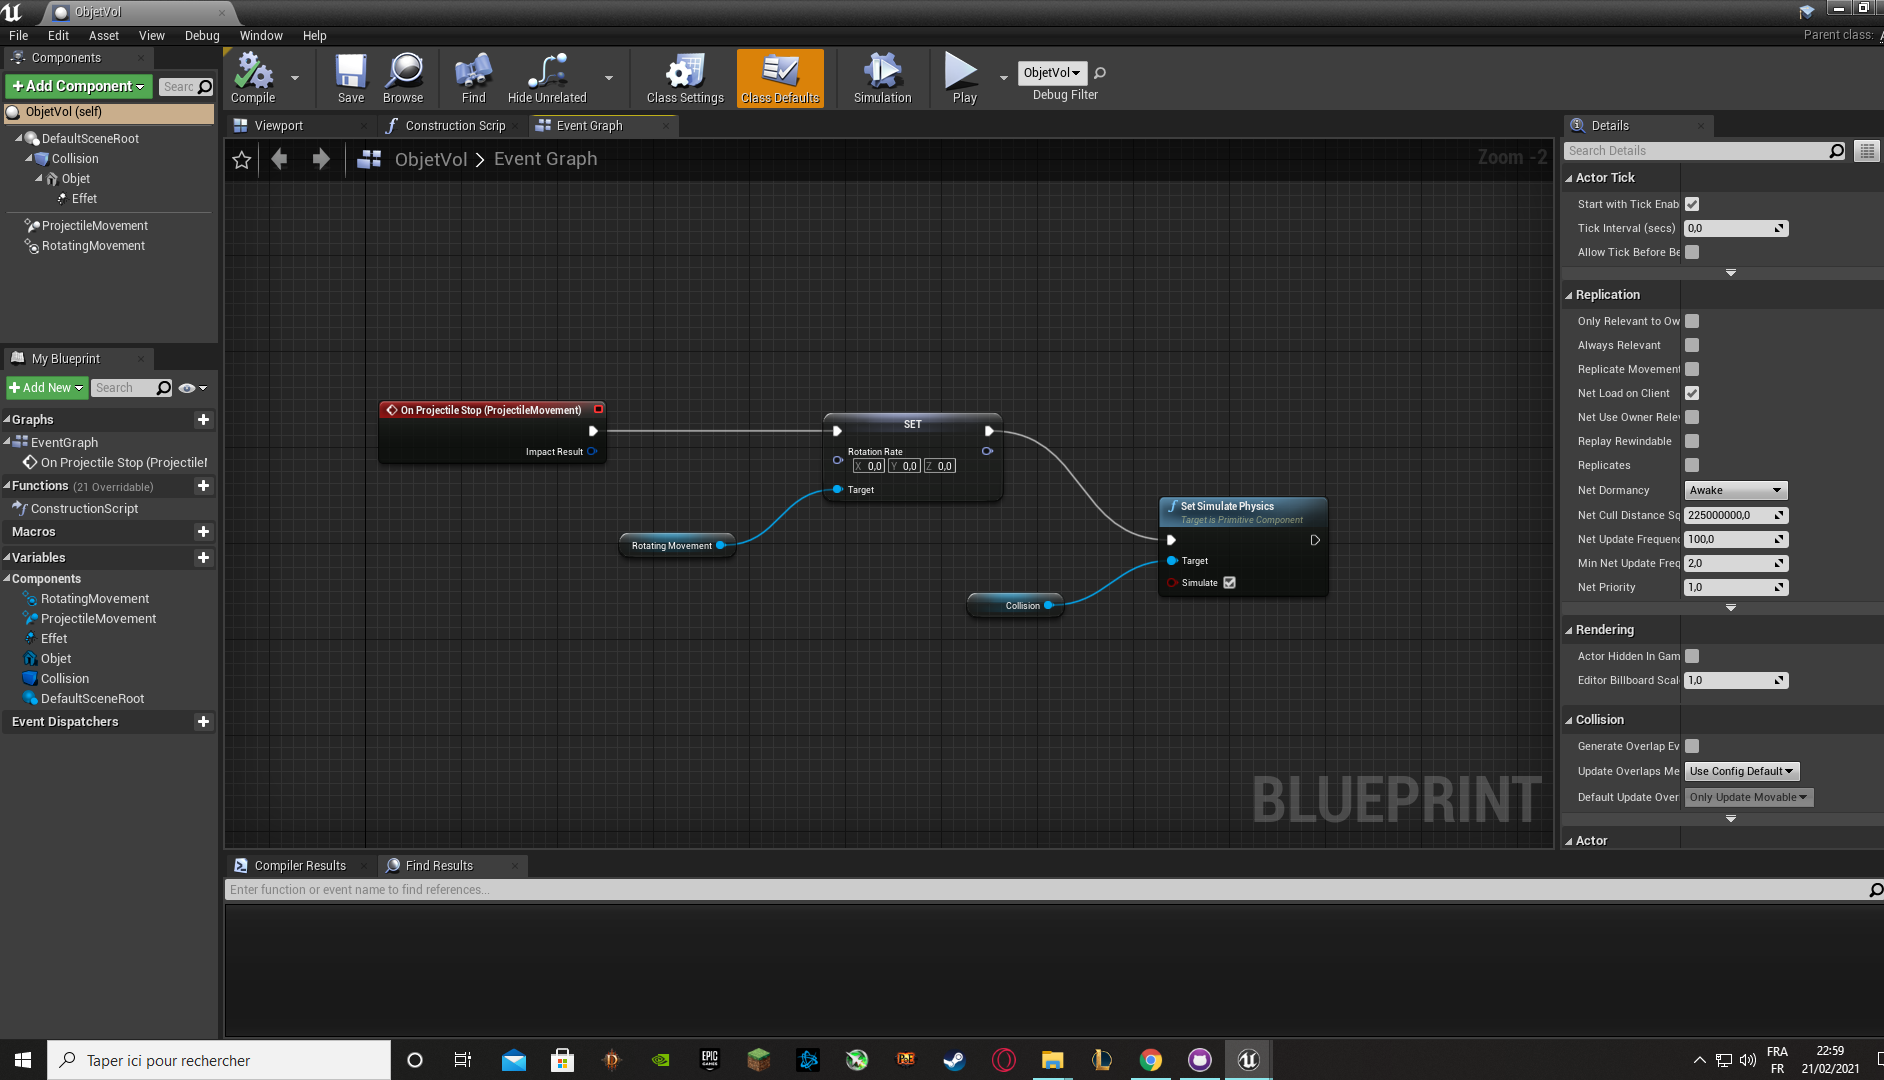 ObjetVol
File Edit Asset View Debug Window Help
Parent class:
Components
+Add Component
Searc
ObjetVol (self)
DefaultSceneRoot
Collision
Objet
Effet
ProjectileMovement
RotatingMovement
Compile
Save
Browse
Find
Hide Unrelated
Class Settings
Class Defaults
Simulation
Play
ObjetVol
Debug Filter
Viewport
Construction Scrip
Event Graph
ObjetVol > Event Graph
Zoom -2
On Projectile Stop (ProjectileMovement)
Impact Result
SET
Rotation Rate
X 0,0 Y 0,0 Z 0,0
Target
Rotating Movement
Set Simulate Physics
Target is Primitive Component
Target
Simulate
Collision
BLUEPRINT
My Blueprint
+Add New
Search
Graphs
EventGraph
On Projectile Stop (Projectile
Functions (21 Overridable)
ConstructionScript
Macros
Variables
Components
RotatingMovement
ProjectileMovement
Effet
Objet
Collision
DefaultSceneRoot
Event Dispatchers
Details
Search Details
Actor Tick
Start with Tick Enab
Tick Interval (secs) 0,0
Allow Tick Before Be
Replication
Only Relevant to Ow
Always Relevant
Replicate Movement
Net Load on Client
Net Use Owner Rele
Replay Rewindable
Replicates
Net Dormancy Awake
Net Cull Distance Sq 225000000,0
Net Update Frequenc 100,0
Min Net Update Freq 2,0
Net Priority 1,0
Rendering
Actor Hidden In Gam
Editor Billboard Scal 1,0
Collision
Generate Overlap Ev
Update Overlaps Me Use Config Default
Default Update Over Only Update Movable
Actor
Compiler Results
Find Results
Enter function or event name to find references...
Taper ici pour rechercher
EPIC GAMES
PoE
FRA
FR
22:59
21/02/2021